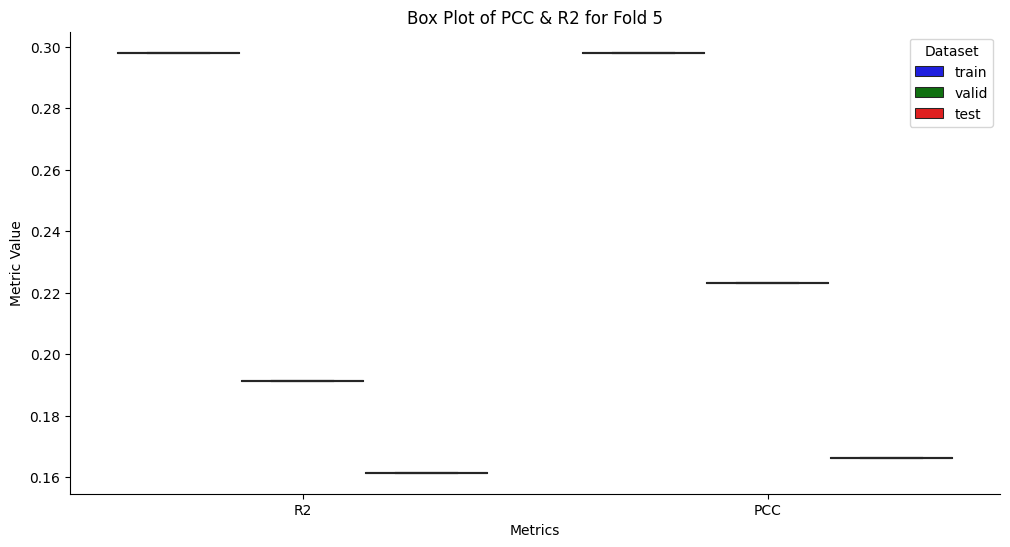 Box Plot of PCC & R2 for Fold 5
Dataset
train
valid
test
Metric Value
0.30
0.28
0.26
0.24
0.22
0.20
0.18
0.16
R2
PCC
Metrics